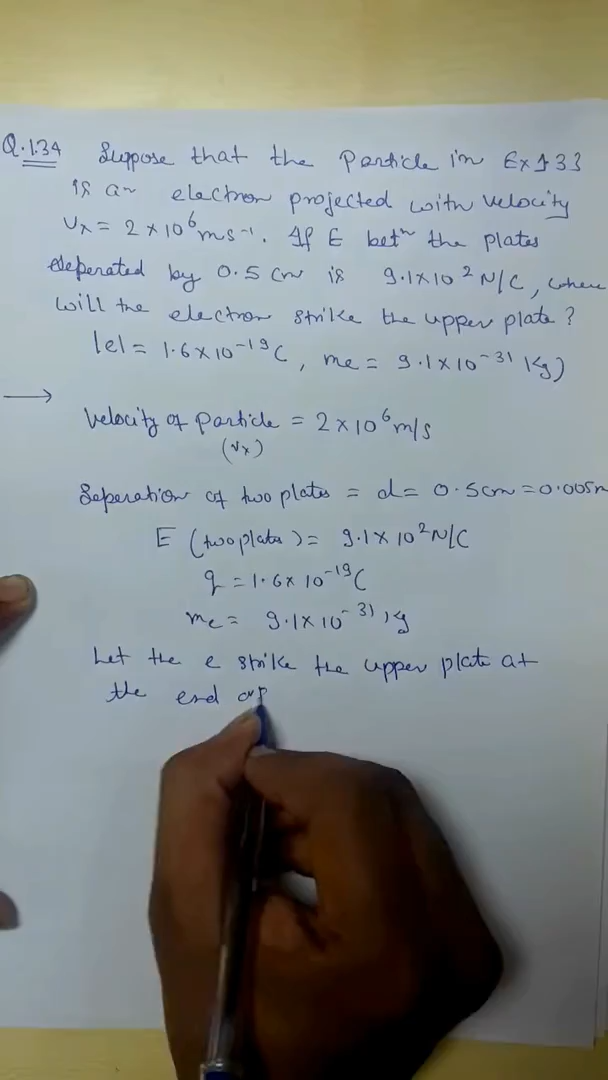 Q.1.34 Suppose that the Particle in Ex 1.33
is an electron projected with velocity
Vx = 2 × 10⁶ ms⁻¹. If E betⁿ the plates
seperated by 0.5 cm is 9.1×10² N/C, where
will the electron strike the upper plate?
|e| = 1.6 × 10⁻¹⁹ C, me = 9.1×10⁻³¹ Kg)
→ Velocity of Particle = 2×10⁶ m/s
(Vx)
Seperation of two plates = d = 0.5cm = 0.005m
E (two plates) = 9.1×10² N/C
q = 1.6×10⁻¹⁹ C
me = 9.1×10⁻³¹ Kg
Let the e strike the upper plate at
the end of